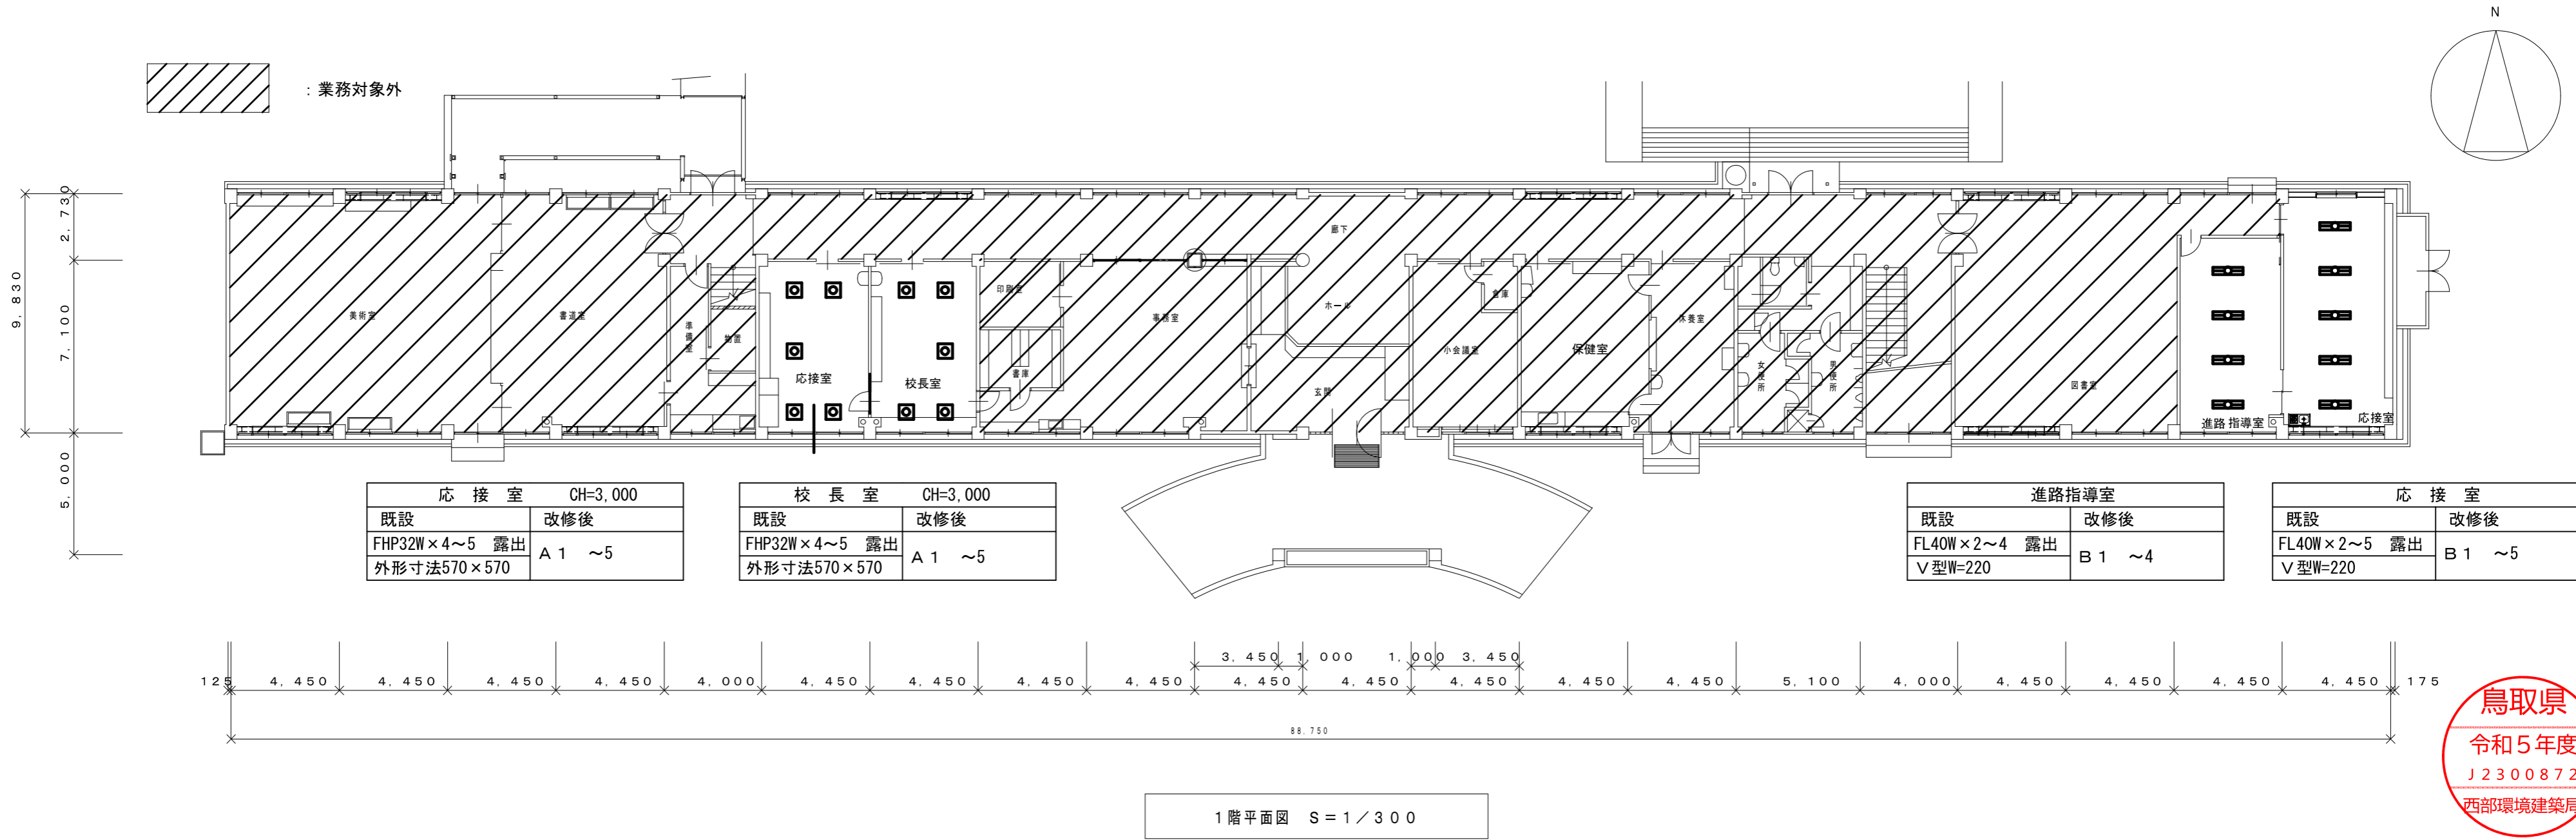 N
：業務対象外
9,830
2,730
7,100
5,000
廊下
美術室
書道室
準備室
物置
応接室
校長室
印刷室
書庫
事務室
ホール
玄関
小会議室
倉庫
保健室
休養室
女便所
男便所
図書室
進路指導室
応接室
応　接　室　CH=3,000
既設　改修後
FHP32W×4～5　露出　A1　～5
外形寸法570×570
校　長　室　CH=3,000
既設　改修後
FHP32W×4～5　露出　A1　～5
外形寸法570×570
進路指導室
既設　改修後
FL40W×2～4　露出　B1　～4
V型W=220
応　接　室
既設　改修後
FL40W×2～5　露出　B1　～5
V型W=220
3,450 1,000 1,000 3,450
125 4,450 4,450 4,450 4,450 4,000 4,450 4,450 4,450 4,450 4,450 4,450 4,450 4,450 4,450 5,100 4,000 4,450 4,450 4,450 4,450 175
88.750
1階平面図　S＝1／300
鳥取県
令和5年度
J2300872
西部環境建築局